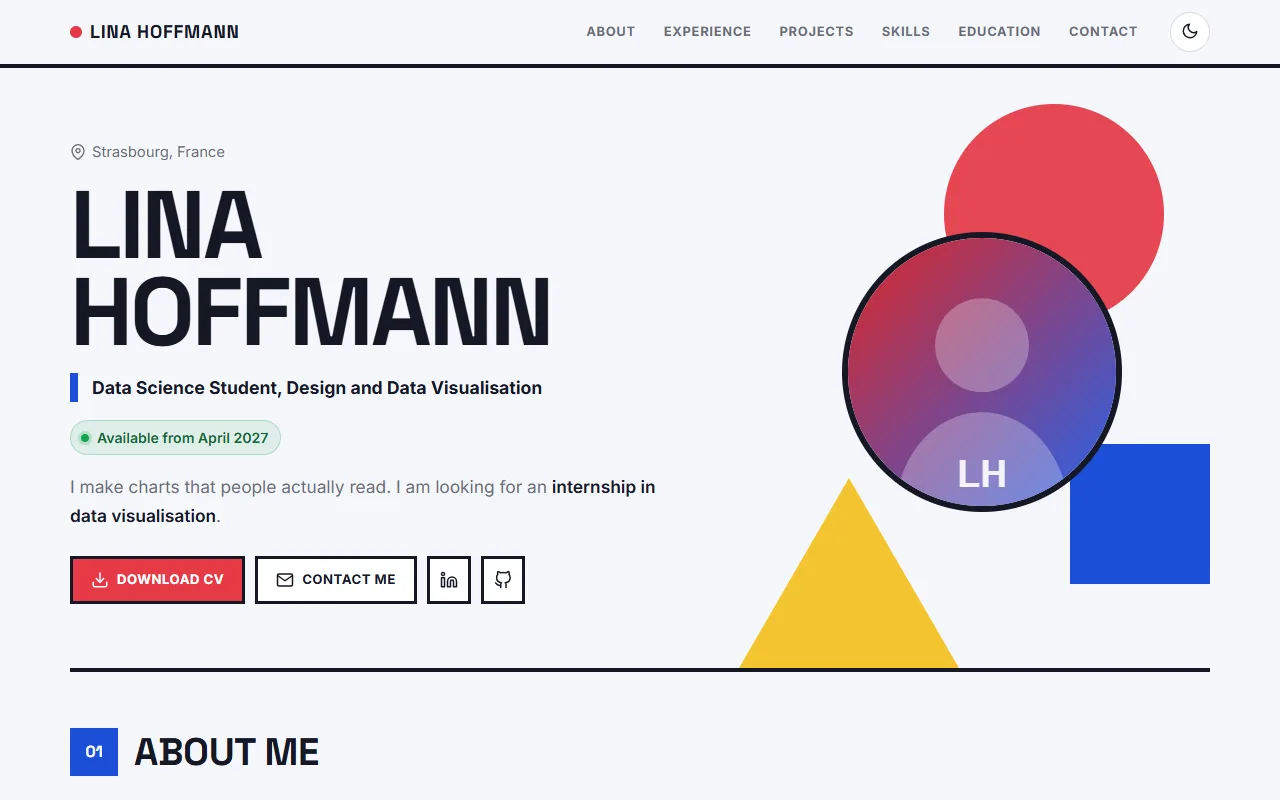 LINA HOFFMANN
ABOUT EXPERIENCE PROJECTS SKILLS EDUCATION CONTACT
Strasbourg, France
LINA
HOFFMANN
Data Science Student, Design and Data Visualisation
Available from April 2027
I make charts that people actually read. I am looking for an internship in
data visualisation.
DOWNLOAD CV CONTACT ME
LH
01 ABOUT ME